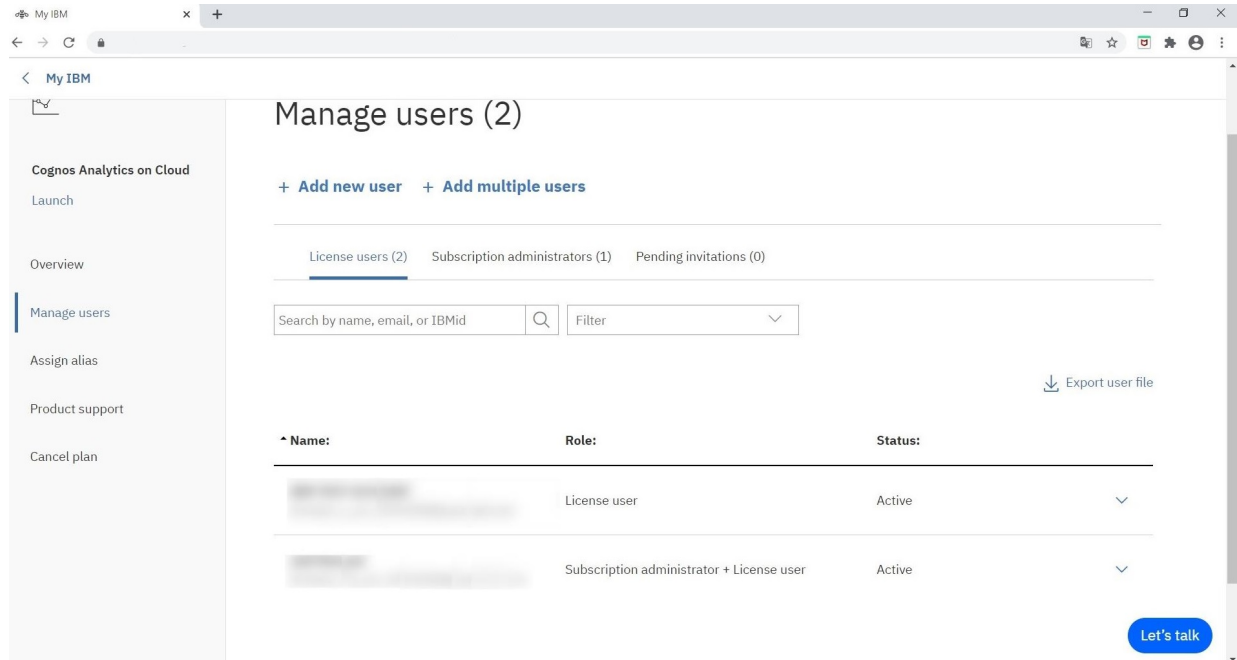 My IBM
My IBM
Manage users (2)
Cognos Analytics on Cloud
Launch
+ Add new user + Add multiple users
Overview
License users (2) Subscription administrators (1) Pending invitations (0)
Manage users
Search by name, email, or IBMid Filter
Assign alias
Export user file
Product support
Name: Role: Status:
Cancel plan
License user Active
Subscription administrator + License user Active
Let's talk